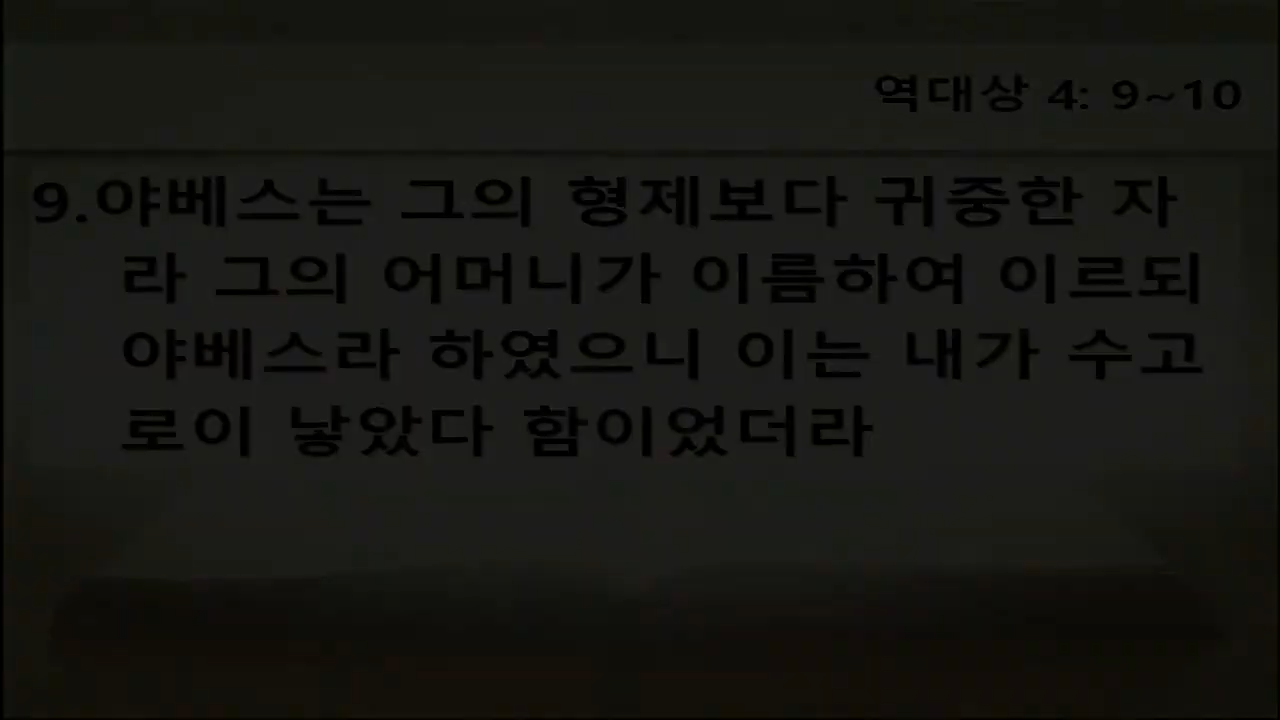 역대상 4: 9~10
9.야베스는 그의 형제보다 귀중한 자
라 그의 어머니가 이름하여 이르되
야베스라 하였으니 이는 내가 수고
로이 낳았다 함이었더라